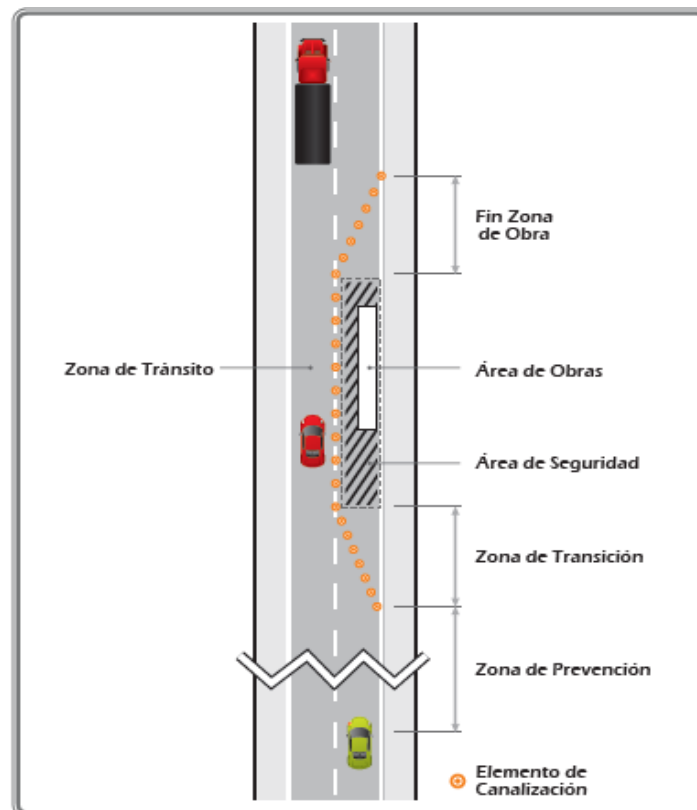 Fin Zona
de Obra
Zona de Trànsito
Área de Obras
Área de Seguridad
Zona de Transición
Zona de Prevención
Elemento de
Canalización